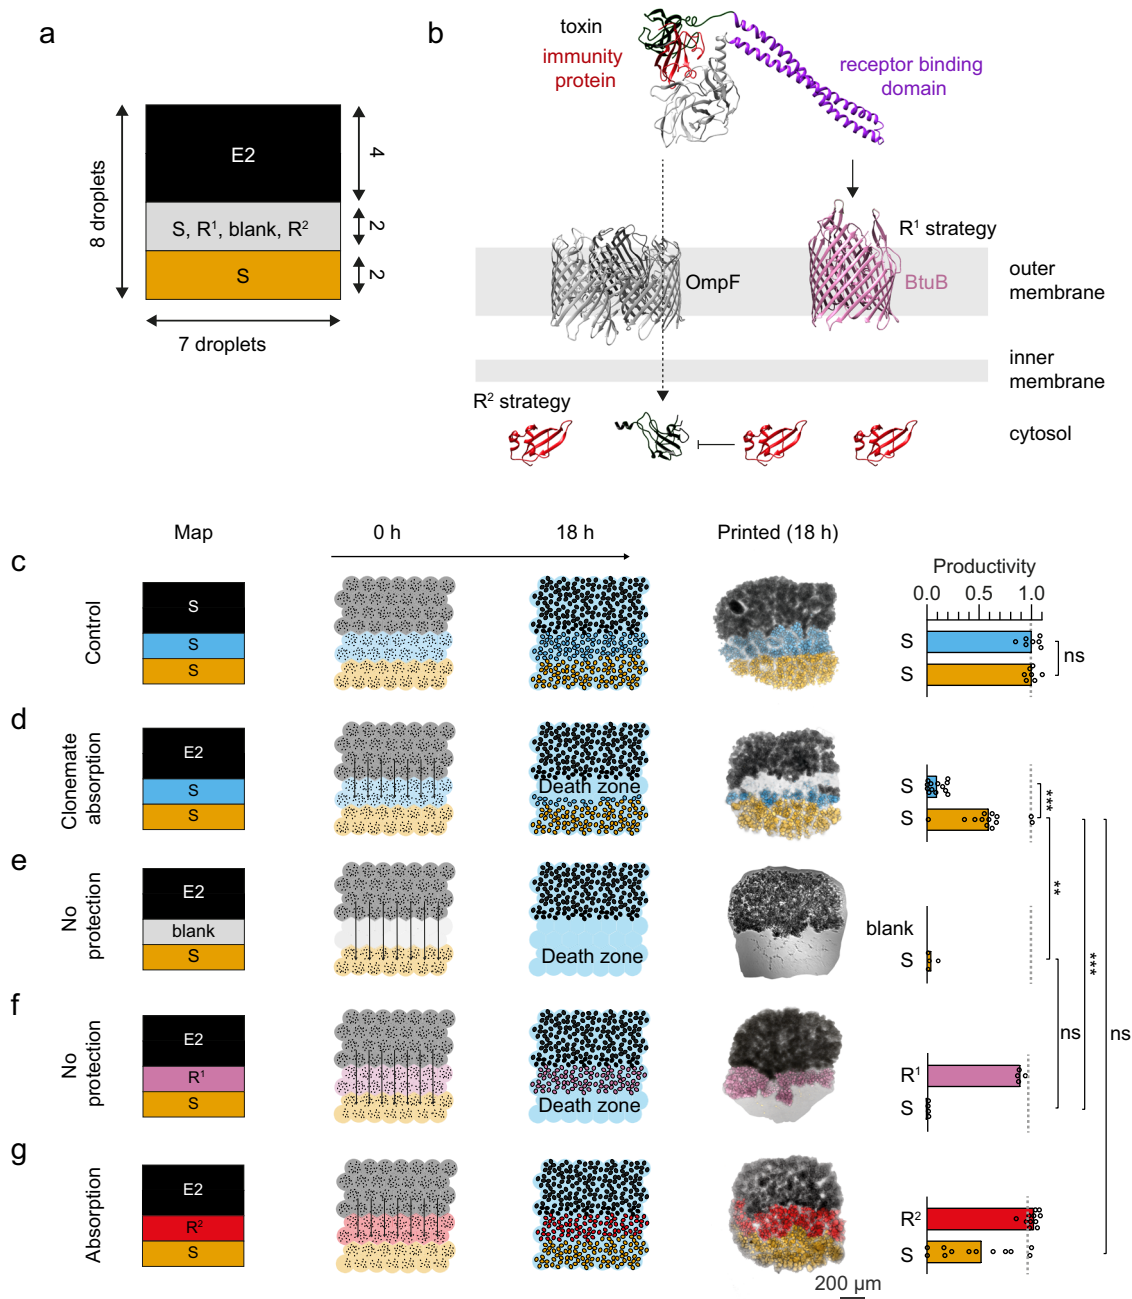 a
8 droplets
E2
4
S, R¹, blank, R²
2
S
2
7 droplets
b
toxin
immunity
protein
receptor binding
domain
R¹ strategy
OmpF
BtuB
outer
membrane
inner
membrane
R² strategy
cytosol
Map
0 h
18 h
Printed (18 h)
Productivity
0.0
0.5
1.0
c
Control
S
S
S
S
S
ns
d
Clonemate
absorption
E2
S
S
Death zone
S
S
***
e
No
protection
E2
blank
S
Death zone
blank
S
**
***
f
No
protection
E2
R¹
S
Death zone
R¹
S
ns
ns
g
Absorption
E2
R²
S
R²
S
200 µm